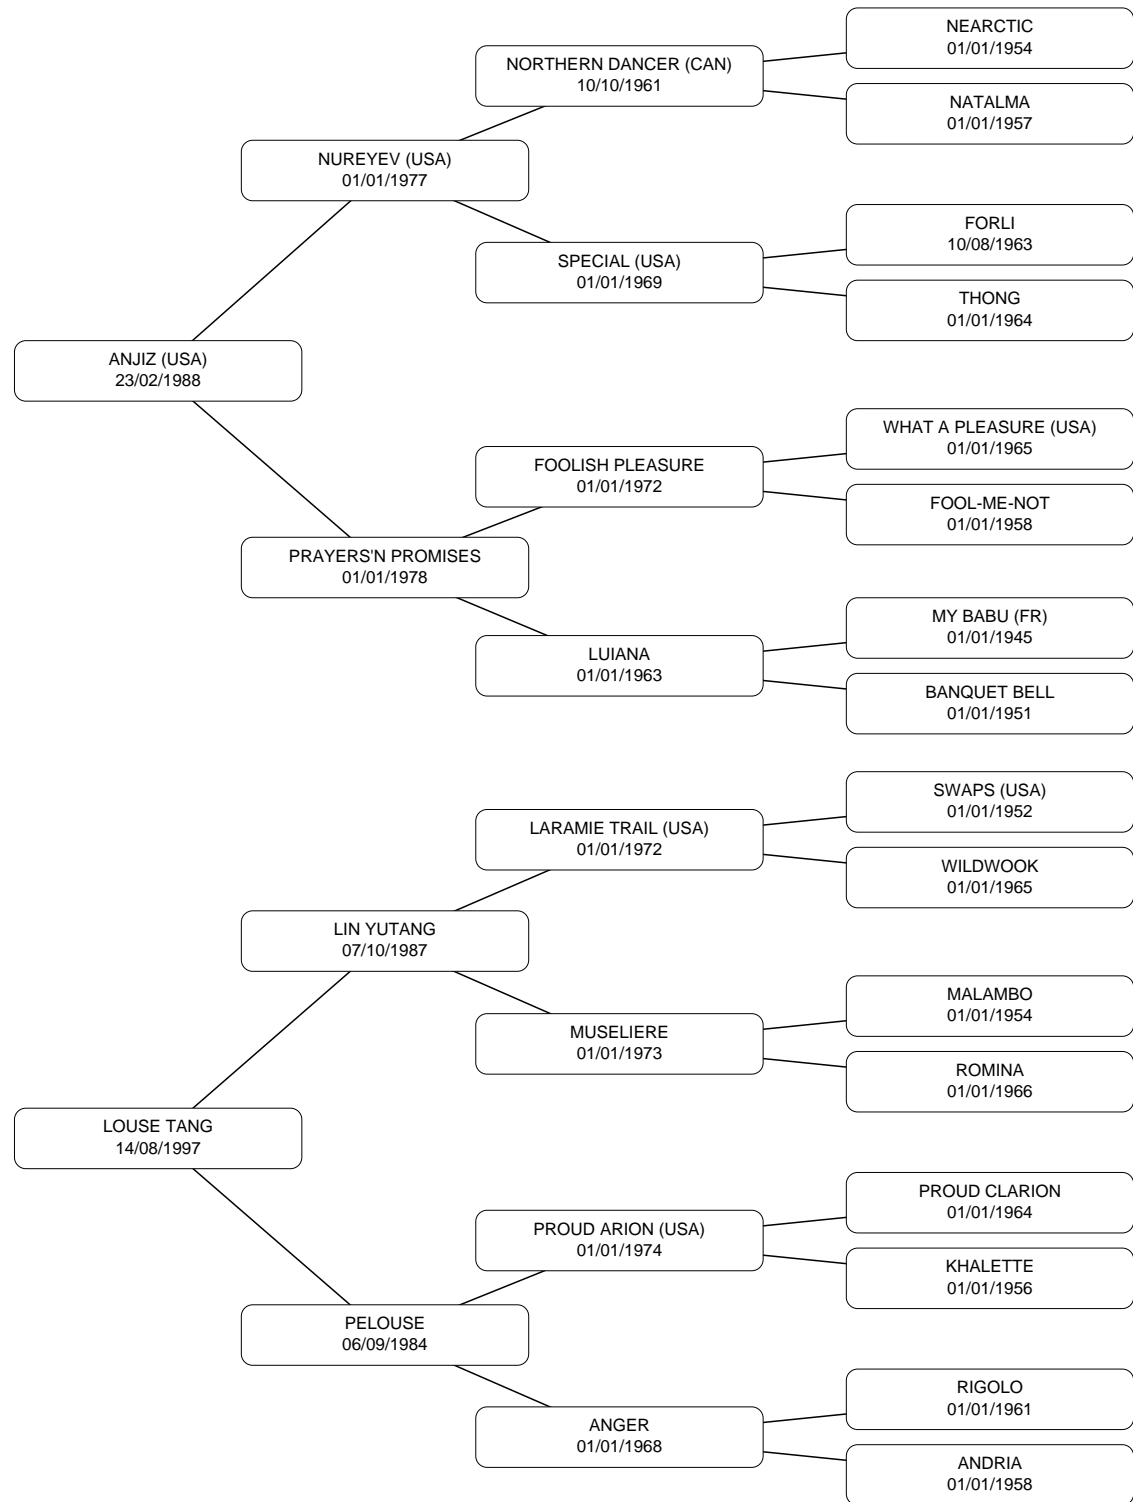 NEARCTIC
01/01/1954
NORTHERN DANCER (CAN)
10/10/1961
NATALMA
01/01/1957
NUREYEV (USA)
01/01/1977
FORLI
10/08/1963
SPECIAL (USA)
01/01/1969
THONG
01/01/1964
ANJIZ (USA)
23/02/1988
WHAT A PLEASURE (USA)
01/01/1965
FOOLISH PLEASURE
01/01/1972
FOOL-ME-NOT
01/01/1958
PRAYERS'N PROMISES
01/01/1978
MY BABU (FR)
01/01/1945
LUIANA
01/01/1963
BANQUET BELL
01/01/1951
SWAPS (USA)
01/01/1952
LARAMIE TRAIL (USA)
01/01/1972
WILDWOOK
01/01/1965
LIN YUTANG
07/10/1987
MALAMBO
01/01/1954
MUSELIERE
01/01/1973
ROMINA
01/01/1966
LOUSE TANG
14/08/1997
PROUD CLARION
01/01/1964
PROUD ARION (USA)
01/01/1974
KHALETTE
01/01/1956
PELOUSE
06/09/1984
RIGOLO
01/01/1961
ANGER
01/01/1968
ANDRIA
01/01/1958